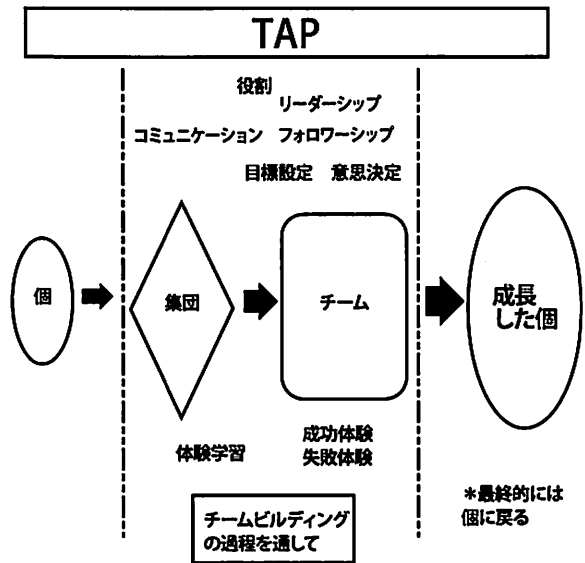 TAP
役割
リーダーシップ
コミュニケーション フォロワーシップ
目標設定 意思決定
個
集団
チーム
成長
した個
体験学習
成功体験
失敗体験
チームビルディング
の過程を通して
*最終的には
個に戻る